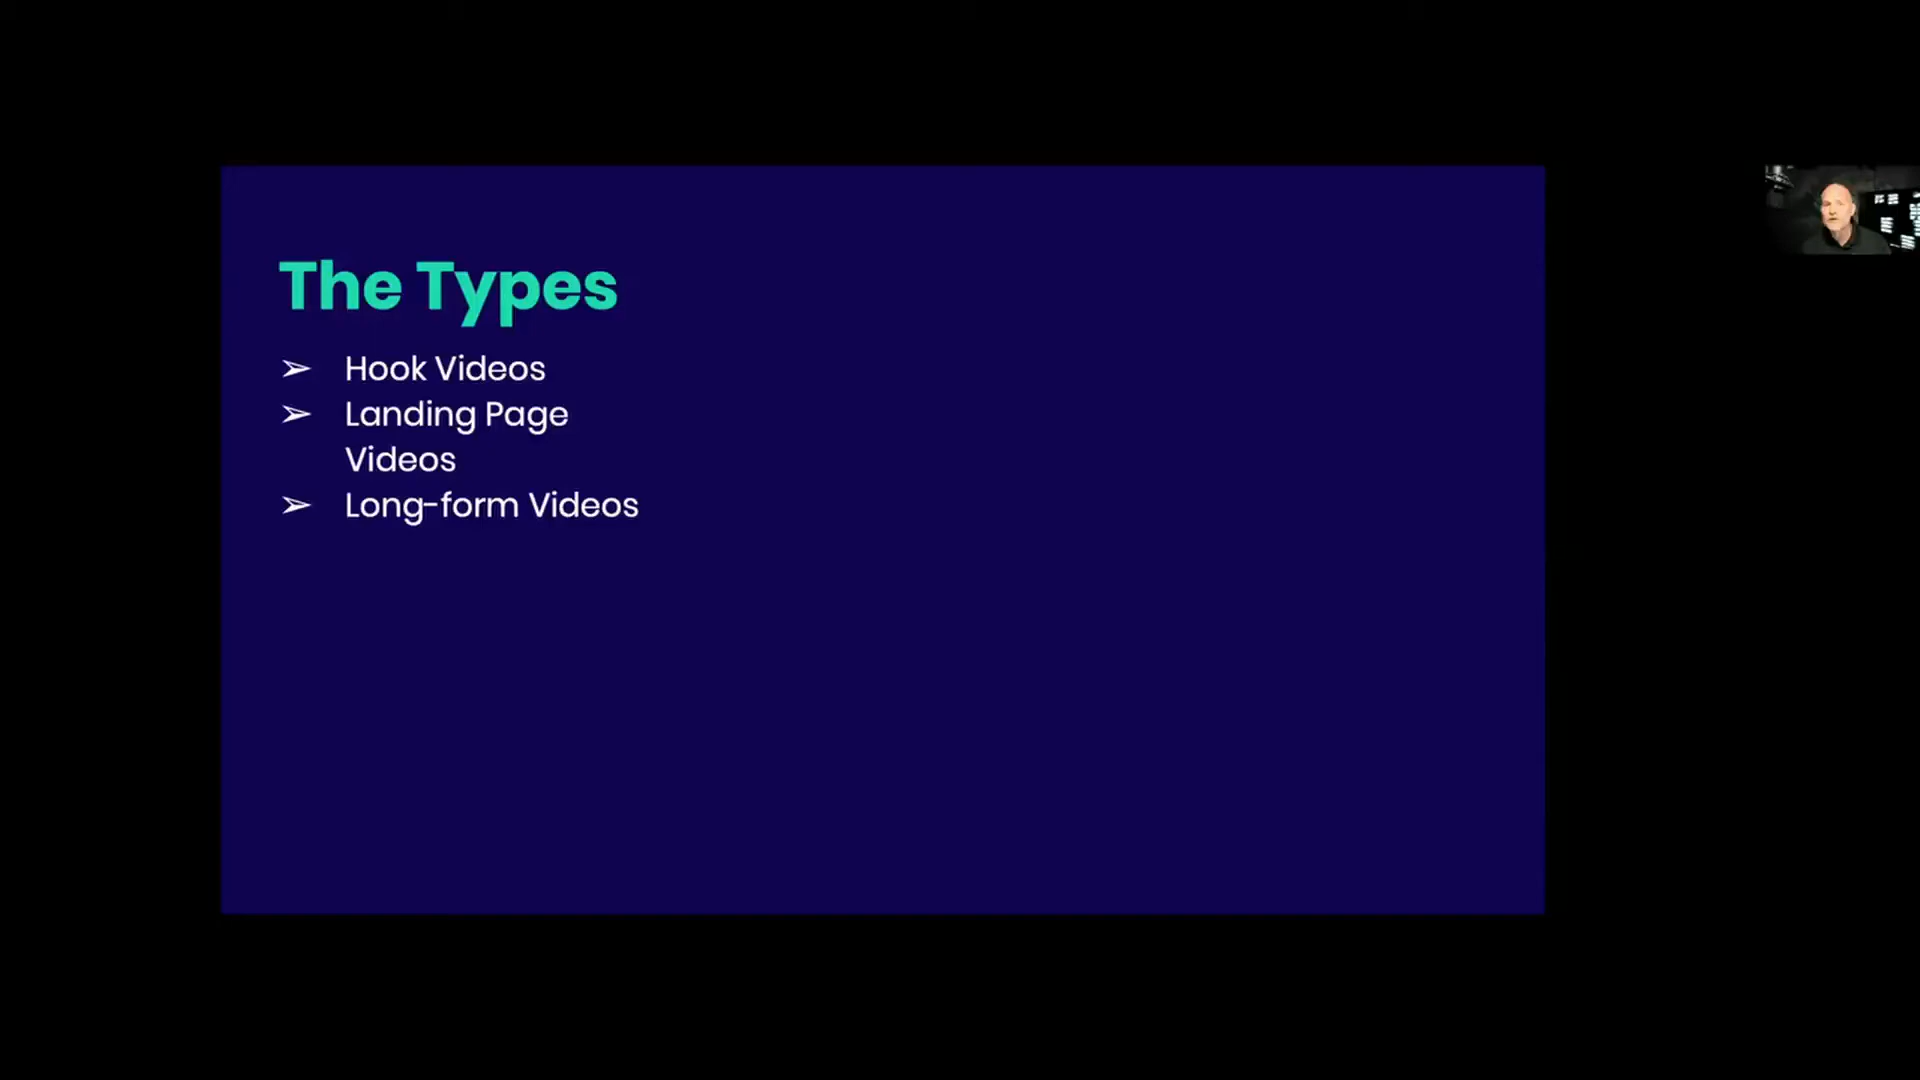 The Types
➢ Hook Videos
➢ Landing Page
Videos
➢ Long-form Videos